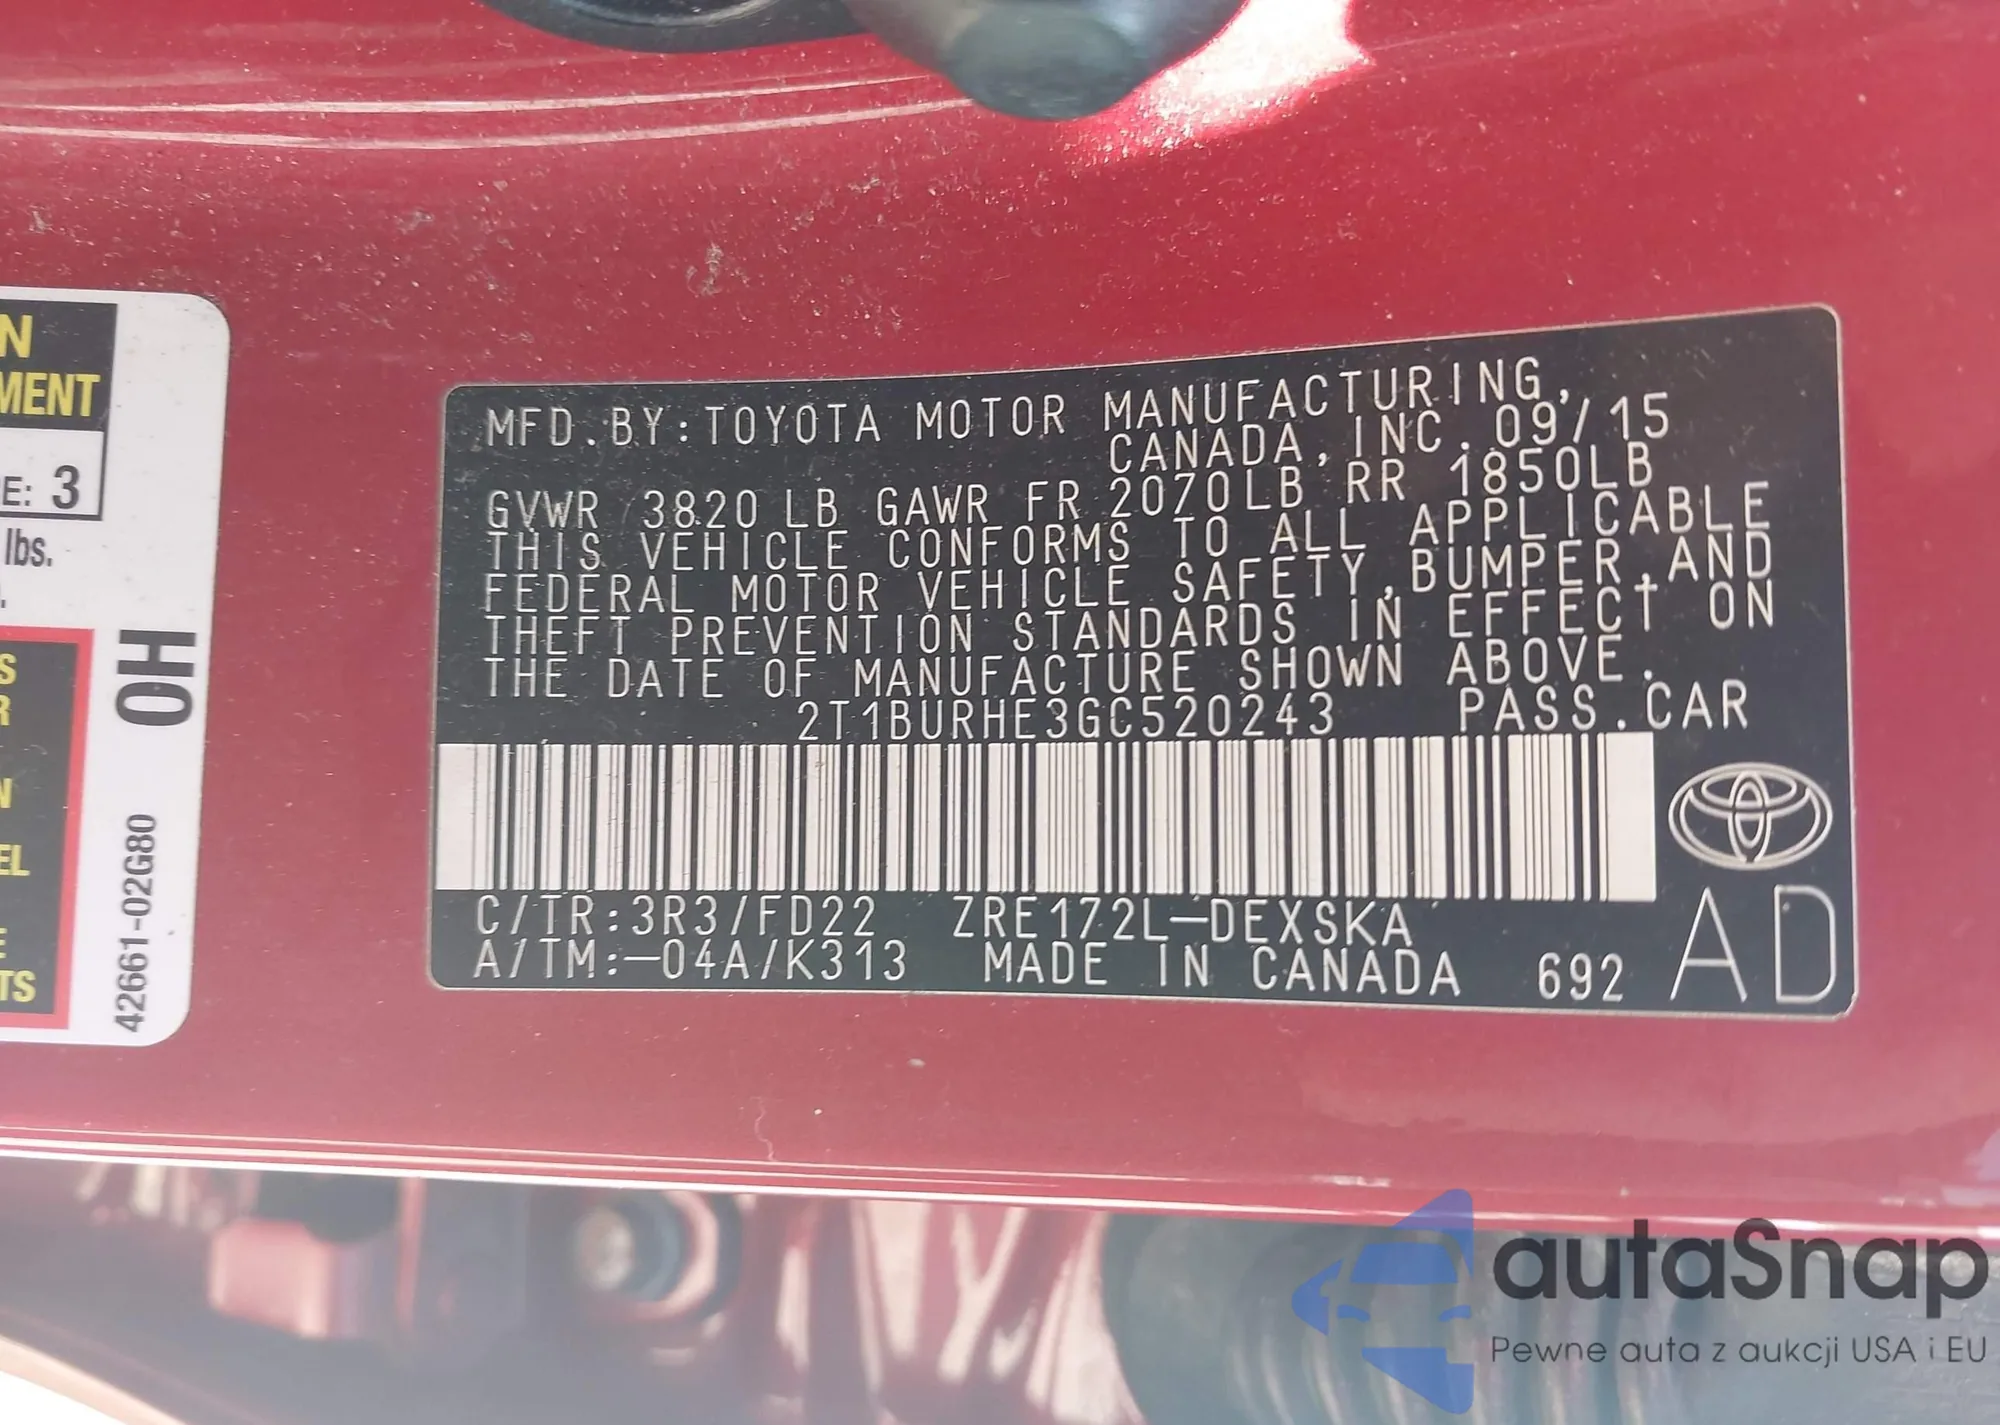 N
MENT
E: 3
lbs.
S
R
N
EL
E
TS
OH
42661-02G80
MFD.BY:TOYOTA MOTOR MANUFACTURING,
CANADA,INC.09/15
GVWR 3820 LB GAWR FR 2070LB RR 1850LB
THIS VEHICLE CONFORMS TO ALL APPLICABLE
FEDERAL MOTOR VEHICLE SAFETY,BUMPER,AND
THEFT PREVENTION STANDARDS IN EFFECT ON
THE DATE OF MANUFACTURE SHOWN ABOVE.
2T1BURHE3GC520243 PASS.CAR
C/TR:3R3/FD22 ZRE172L-DEXSKA
A/TM:-04A/K313 MADE IN CANADA 692
AD
autaSnap
Pewne auta z aukcji USA i EU